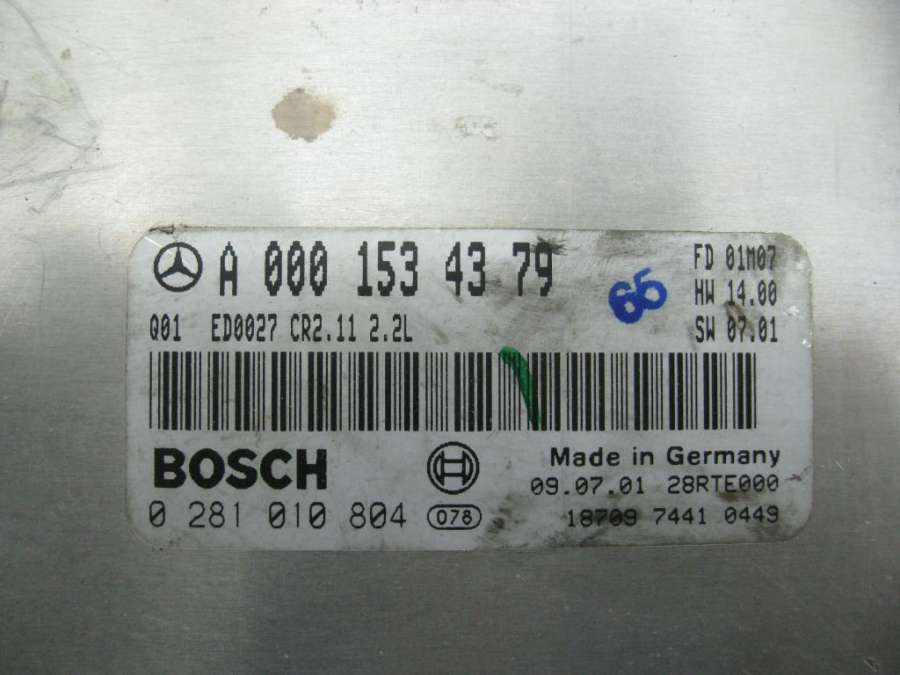 A 000 153 43 79
FD 01M07
65
HW 14.00
Q01 ED0027 CR2.11 2.2L
SW 07.01
BOSCH
Made in Germany
09.07.01 28RTE000
0 281 010 804 078
18709 7441 0449